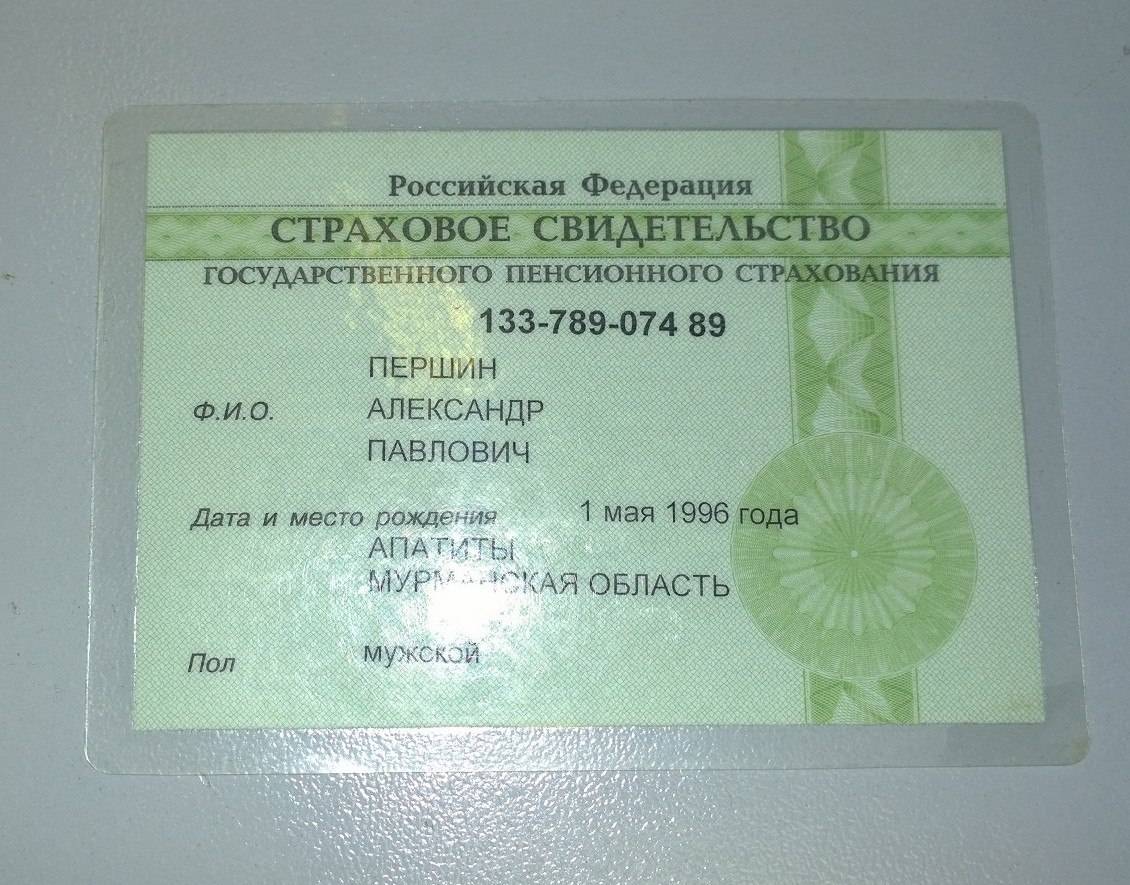 Российская Федерация
СТРАХОВОЕ СВИДЕТЕЛЬСТВО
ГОСУДАРСТВЕННОГО ПЕНСИОННОГО СТРАХОВАНИЯ
133-789-074 89
ПЕРШИН
Ф.И.О. АЛЕКСАНДР
ПАВЛОВИЧ
Дата и место рождения 1 мая 1996 года
АПАТИТЫ
МУРМАНСКАЯ ОБЛАСТЬ
Пол мужской